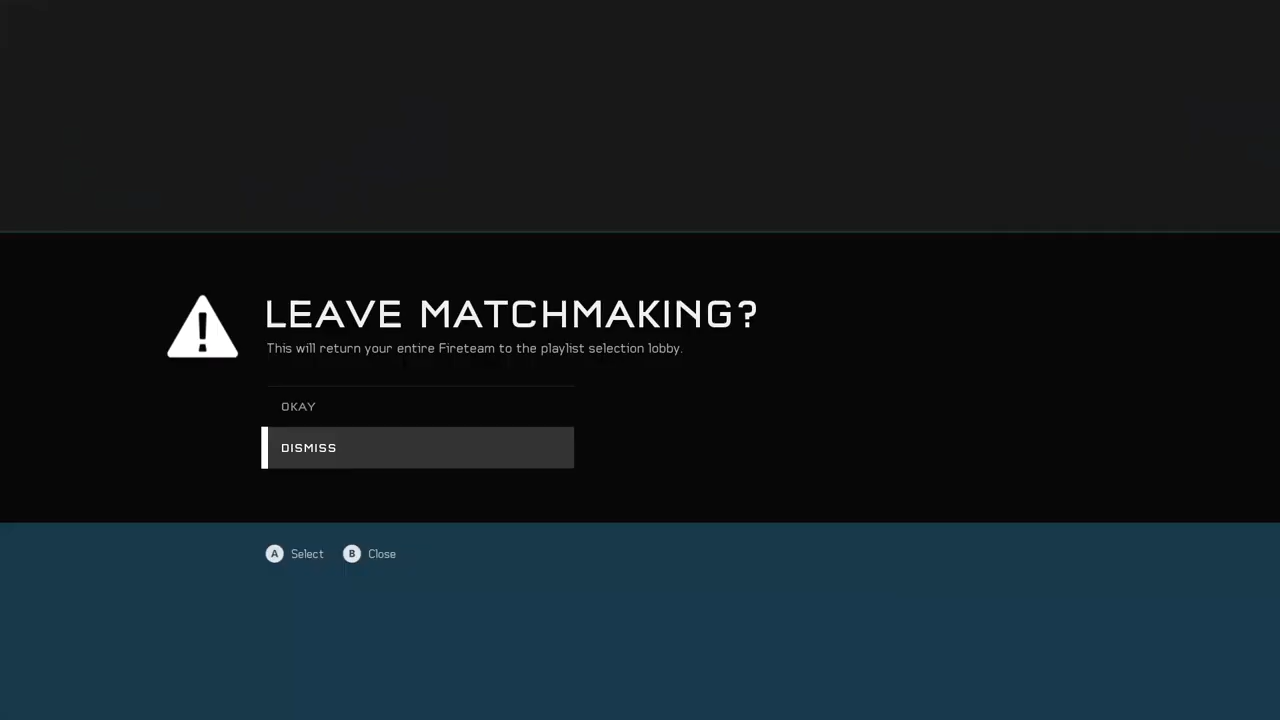 LEAVE MATCHMAKING?
This will return your entire Fireteam to the playlist selection lobby.
OKAY
DISMISS
A Select B Close